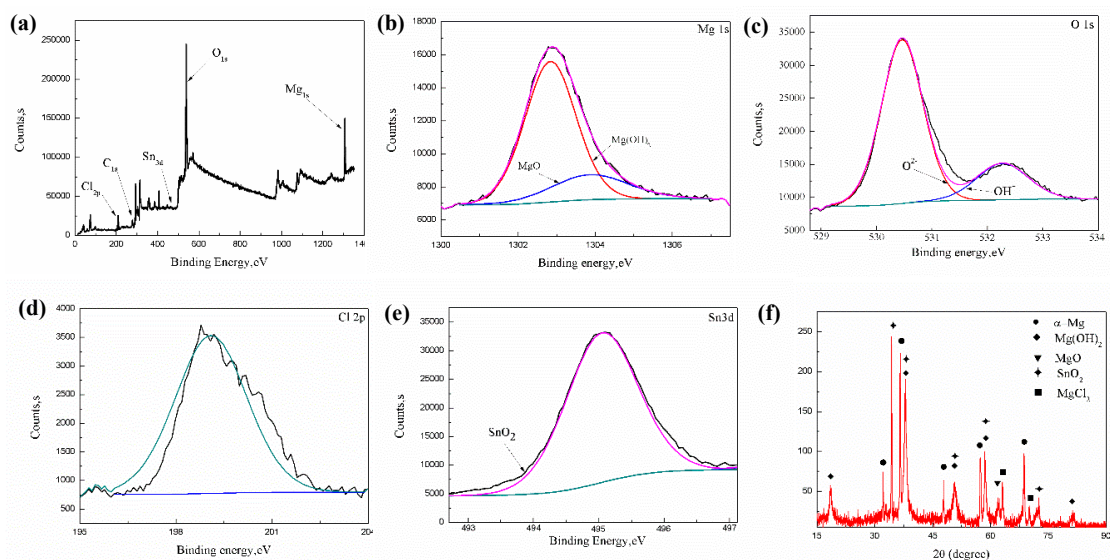 (a)
O1s
Mg1s
Sn3d
C1s
Cl2p
250000
200000
150000
100000
50000
0
0 200 400 600 800 1000 1200 140
Counts,s
Binding Energy,eV
(b)
Mg 1s
Mg(OH)2
MgO
18000
16000
14000
12000
10000
8000
6000
1300 1302 1304 1306
Counts,s
Binding energy,eV
(c)
O 1s
O2-
OH-
35000
30000
25000
20000
15000
10000
529 530 531 532 533 534
Counts,s
Binding energy,eV
(d)
Cl 2p
4000
3500
3000
2500
2000
1500
1000
500
195 198 201 204
Counts,s
Binding energy,eV
(e)
Sn3d
SnO2
35000
30000
25000
20000
15000
10000
5000
0
493 494 495 496 497
Counts,s
Binding Energy,eV
(f)
α-Mg
Mg(OH)2
MgO
SnO2
250
200
150
100
50
0
15 30 45 60 75 90
2θ (degree)